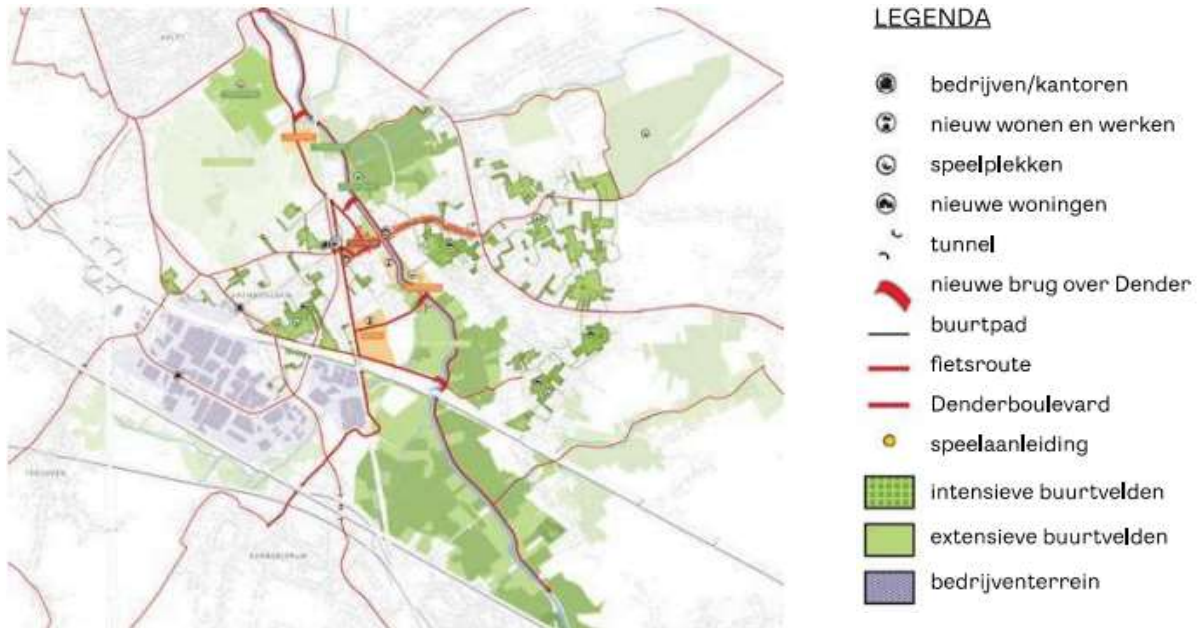 LEGENDA
bedrijven/kantoren
nieuw wonen en werken
speelplekken
nieuwe woningen
tunnel
nieuwe brug over Dender
buurtpad
fietsroute
Denderboulevard
speelaanleiding
intensieve buurtvelden
extensieve buurtvelden
bedrijventerrein